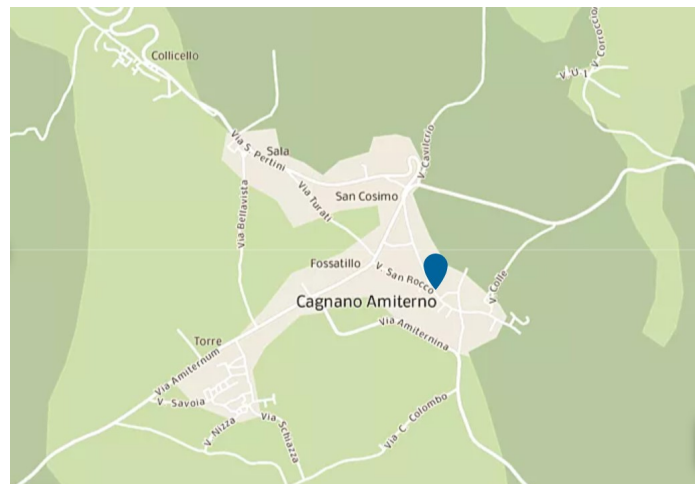 Collicello
V. Corroccio
V. U I
Via S. Pertini
Sala
V. Cavilcrio
San Cosimo
Via Turati
Via Bellavista
Fossatillo
V. San Rocco
V. Colle
Cagnano Amiterno
Via Amiternina
Torre
Via Amiternum
V. Savoia
V. Nizza
Via. Schiazza
Via C. Colombo